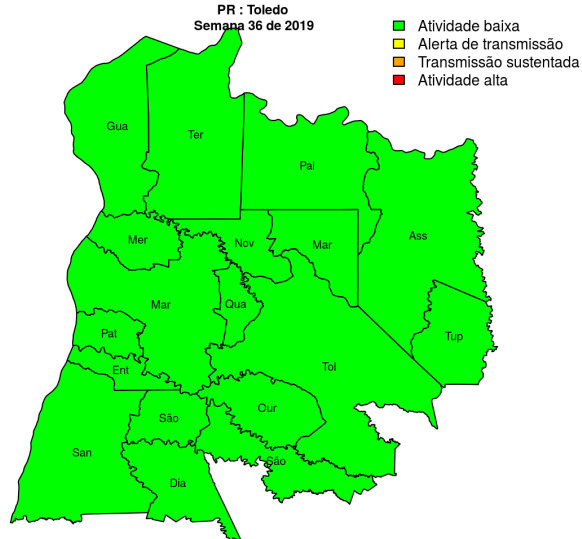 PR : Toledo
Semana 36 de 2019
Atividade baixa
Alerta de transmissão
Transmissão sustentada
Atividade alta
Gua
Ter
Pal
Mer
Nov
Mar
Ass
Mar
Qua
Pat
Tup
Ent
Tol
São
Our
San
São
Dia